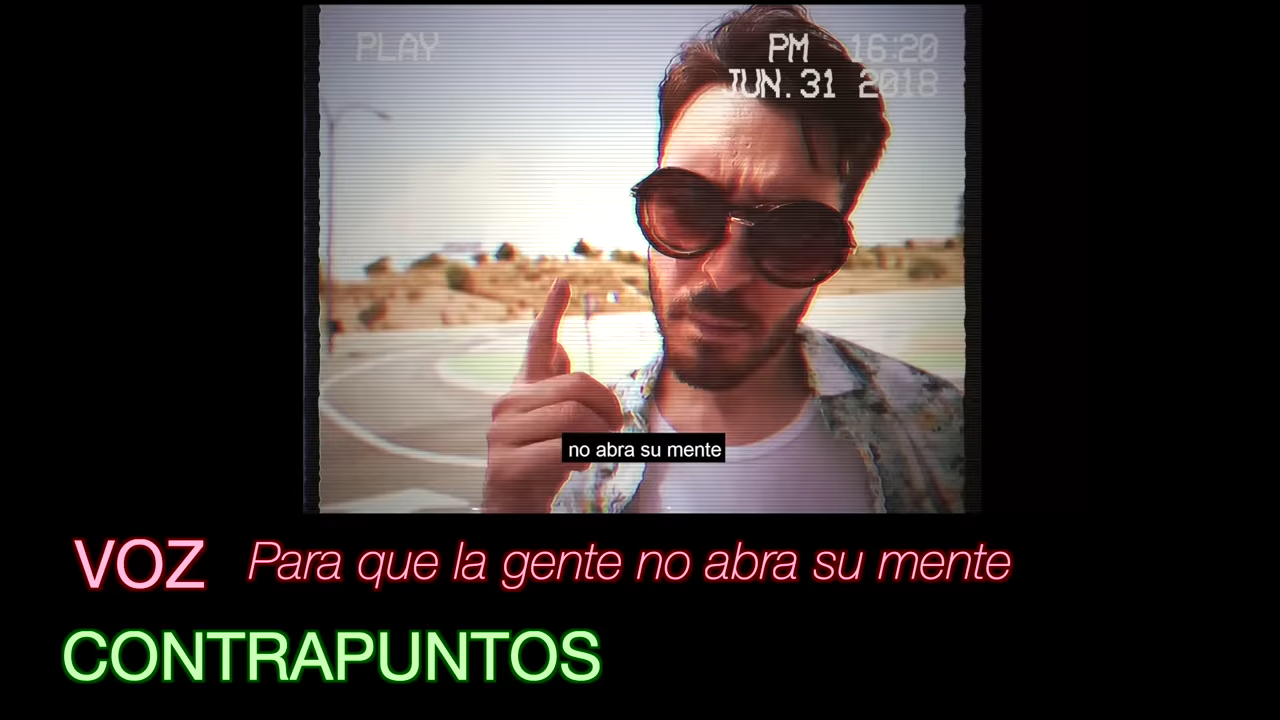 PLAY
PM 16:20
JUN. 31 2018
no abra su mente
VOZ Para que la gente no abra su mente
CONTRAPUNTOS